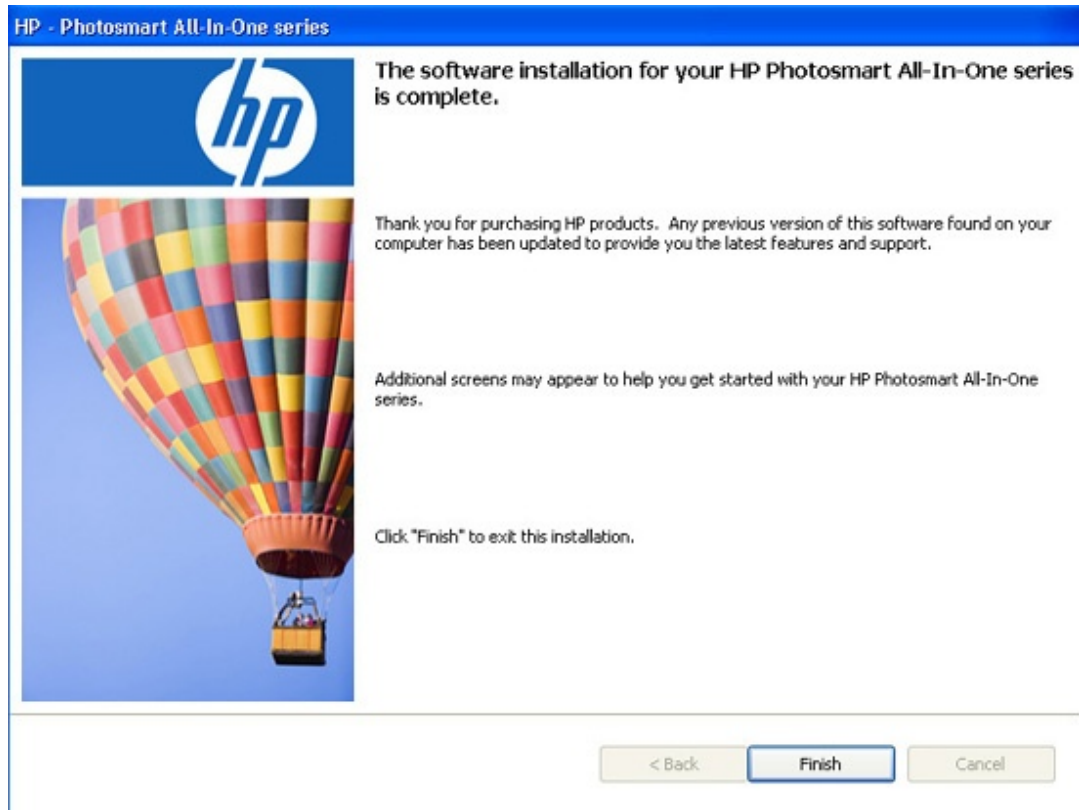 HP - Photosmart All-In-One series
hp
The software installation for your HP Photosmart All-In-One series
is complete.
Thank you for purchasing HP products.  Any previous version of this software found on your
computer has been updated to provide you the latest features and support.
Additional screens may appear to help you get started with your HP Photosmart All-In-One
series.
Click "Finish" to exit this installation.
< Back
Finish
Cancel